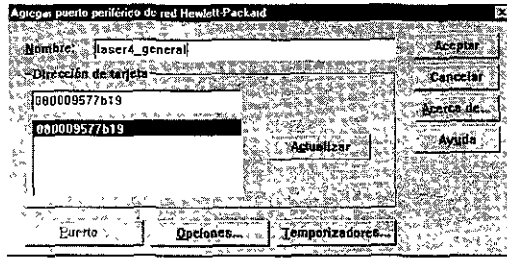 Agregar puerto periférico de red Hewlett-Packard
Nombre: laser4_general
Aceptar
Dirección de tarjeta
Cancelar
080009577b19
Acerca de...
080009577b19
Actualizar
Ayuda
Puerto
Opciones...
Temporizadores...